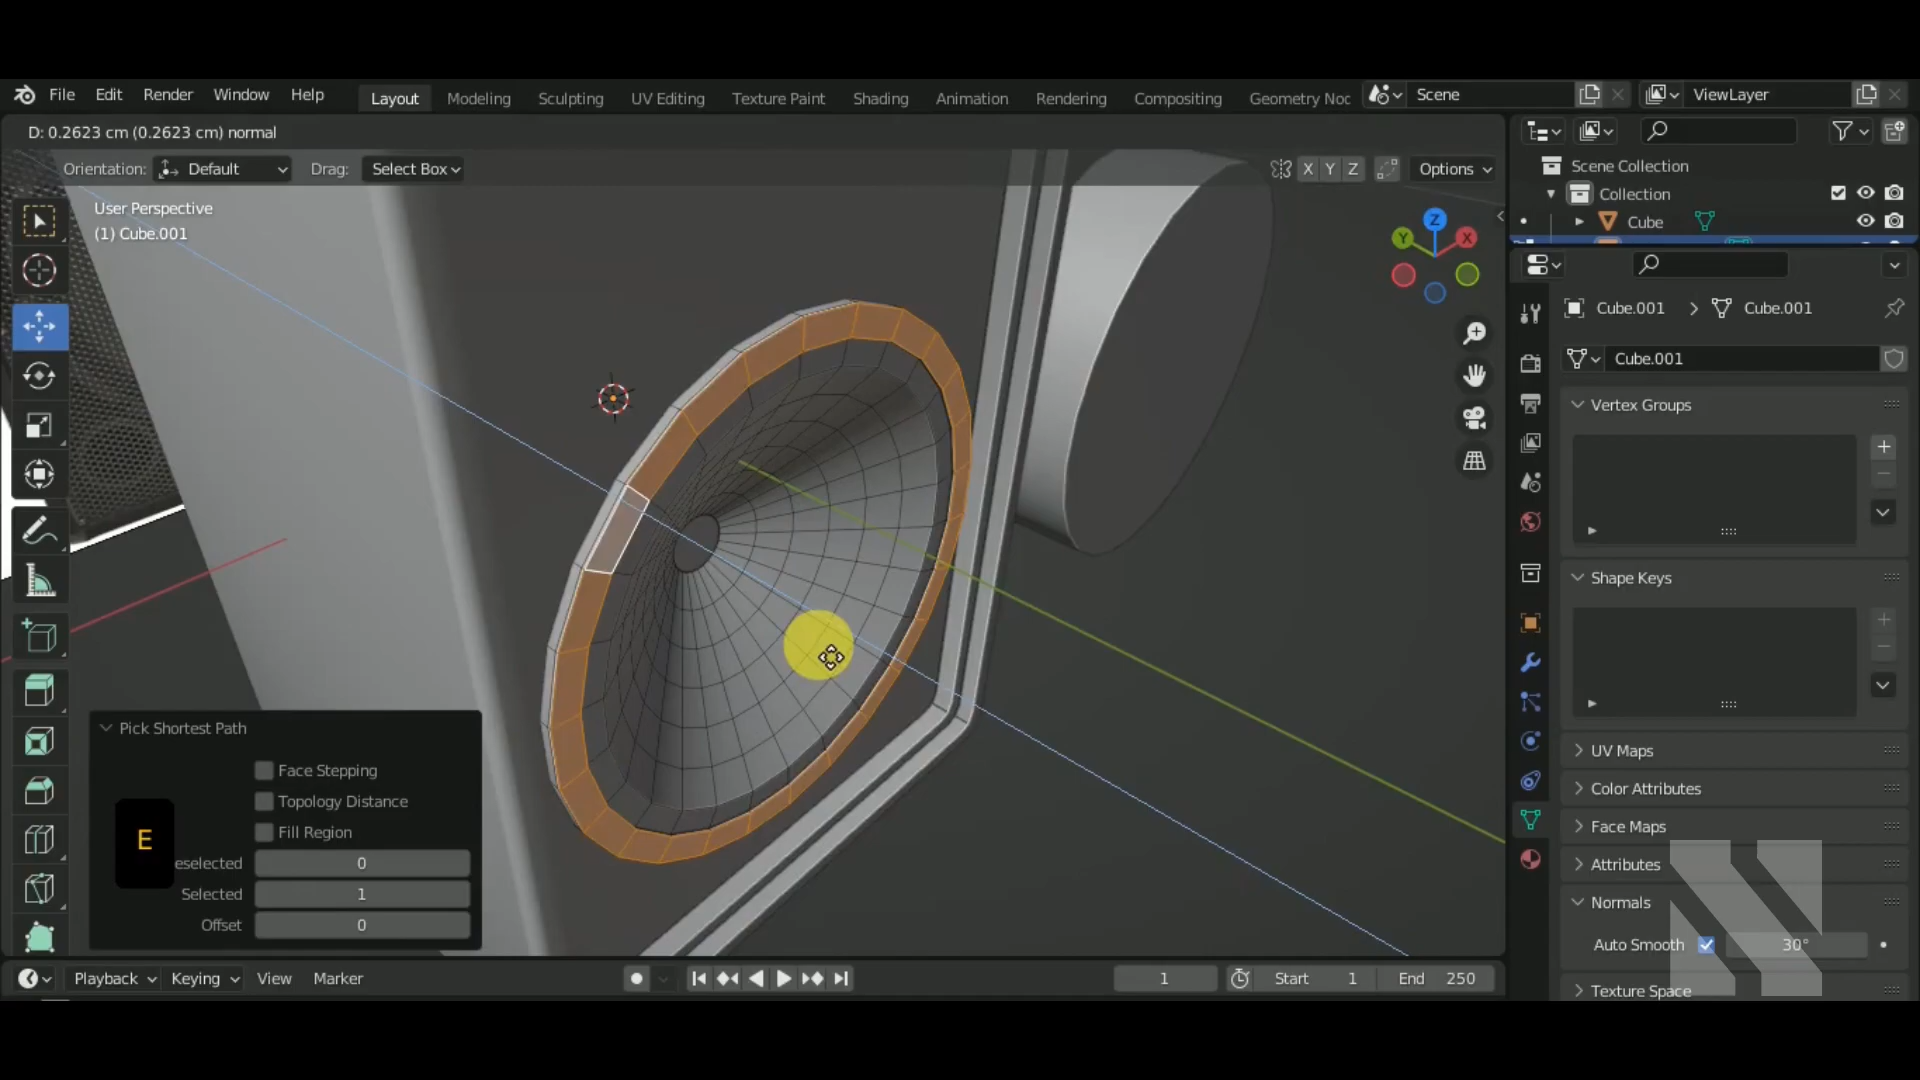 File Edit Render Window Help Layout Modeling Sculpting UV Editing Texture Paint Shading Animation Rendering Compositing Geometry Noc Scene ViewLayer
D: 0.2623 cm (0.2623 cm) normal
Orientation: Default Drag: Select Box X Y Z Options
User Perspective
(1) Cube.001
Z
Y X
Scene Collection
Collection
Cube
Cube.001 > Cube.001
Cube.001
Vertex Groups
Shape Keys
UV Maps
Color Attributes
Face Maps
Attributes
Normals
Auto Smooth 30°
Texture Space
Pick Shortest Path
Face Stepping
Topology Distance
Fill Region
E
eselected 0
Selected 1
Offset 0
Playback Keying View Marker 1 Start 1 End 250